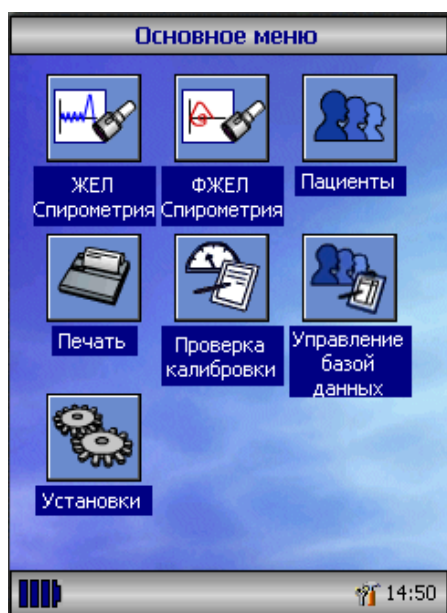 Основное меню
ЖЕЛ
Спирометрия
ФЖЕЛ
Спирометрия
Пациенты
Печать
Проверка
калибровки
Управление
базой
данных
Установки
14:50